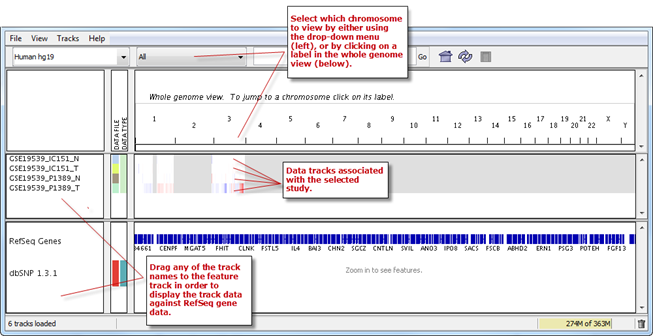 Select which chromosome
to view by either using
the drop-down menu
(left), or by clicking on a
label in the whole genome
view (below).
File View Tracks Help
Human hg19
All
Go
Whole genome view. To jump to a chromosome click on its label.
1 3 5 7 9 11 13 15 17 19 21 X
2 4 6 8 10 12 14 16 18 20 22 Y
DATA FILE
DATA TYPE
GSE19539_IC151_N
GSE19539_IC151_T
GSE19539_P1389_N
GSE19539_P1389_T
Data tracks associated
with the selected
study.
RefSeq Genes
34661 CENPF MGAT5 FHIT CLNK FSTL5 IL4 BAI3 CHN2 SGCZ CNTLN SVIL ANO3 IPO8 SACS FSCB ABHD2 ERN1 PSG3 POTEH FGF13
dbSNP 1.3.1
Zoom in to see features.
Drag any of the track
names to the feature
track in order to
display the track data
against RefSeq gene
data.
6 tracks loaded
274M of 363M